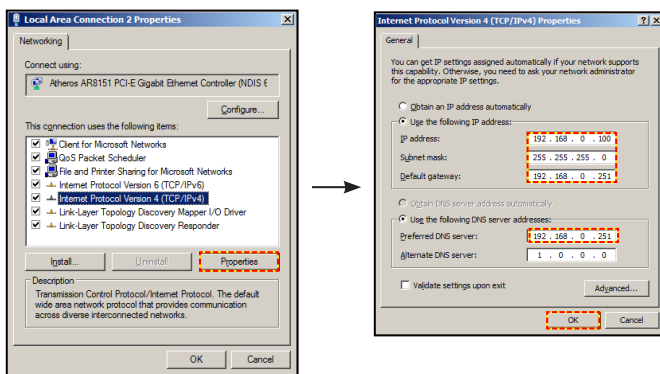 Local Area Connection 2 Properties
Networking
Connect using:
Atheros AR8151 PCI-E Gigabit Ethernet Controller (NDIS 6
Configure...
This connection uses the following items:
Client for Microsoft Networks
QoS Packet Scheduler
File and Printer Sharing for Microsoft Networks
Internet Protocol Version 6 (TCP/IPv6)
Internet Protocol Version 4 (TCP/IPv4)
Link-Layer Topology Discovery Mapper I/O Driver
Link-Layer Topology Discovery Responder
Install... Uninstall Properties
Description
Transmission Control Protocol/Internet Protocol. The default
wide area network protocol that provides communication
across diverse interconnected networks.
OK Cancel
Internet Protocol Version 4 (TCP/IPv4) Properties
General
You can get IP settings assigned automatically if your network supports
this capability. Otherwise, you need to ask your network administrator
for the appropriate IP settings.
Obtain an IP address automatically
Use the following IP address:
IP address: 192 . 168 . 0 . 100
Subnet mask: 255 . 255 . 255 . 0
Default gateway: 192 . 168 . 0 . 251
Obtain DNS server address automatically
Use the following DNS server addresses:
Preferred DNS server: 192 . 168 . 0 . 251
Alternate DNS server: 1 . 0 . 0 . 0
Validate settings upon exit
Advanced...
OK Cancel